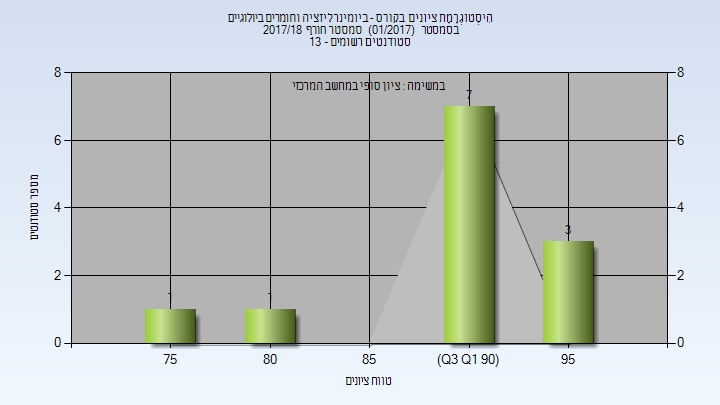 היסטוגרמת ציונים בקורס - ביומינרליזציה וחומרים ביולוגיים
בסמסטר (01/2017) סמסטר חורף 2017/18
סטודנטים רשומים - 13
במשימה : ציון סופי במחשב המרכזי
8 8
7
6 6
מספר סטודנטים
4 4
3
2 2
1 1
0 0
75 80 85 (Q3 Q1 90) 95
טווח ציונים